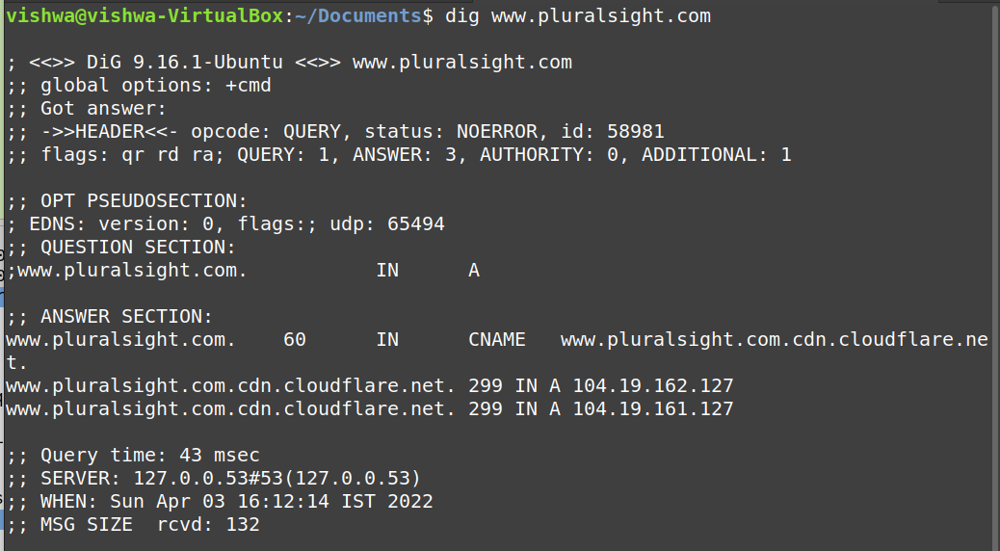 vishwa@vishwa-VirtualBox:~/Documents$ dig www.pluralsight.com
; <<>> DiG 9.16.1-Ubuntu <<>> www.pluralsight.com
;; global options: +cmd
;; Got answer:
;; ->>HEADER<<- opcode: QUERY, status: NOERROR, id: 58981
;; flags: qr rd ra; QUERY: 1, ANSWER: 3, AUTHORITY: 0, ADDITIONAL: 1
;; OPT PSEUDOSECTION:
; EDNS: version: 0, flags:; udp: 65494
;; QUESTION SECTION:
;www.pluralsight.com. IN A
;; ANSWER SECTION:
www.pluralsight.com. 60 IN CNAME www.pluralsight.com.cdn.cloudflare.ne
t.
www.pluralsight.com.cdn.cloudflare.net. 299 IN A 104.19.162.127
www.pluralsight.com.cdn.cloudflare.net. 299 IN A 104.19.161.127
;; Query time: 43 msec
;; SERVER: 127.0.0.53#53(127.0.0.53)
;; WHEN: Sun Apr 03 16:12:14 IST 2022
;; MSG SIZE  rcvd: 132